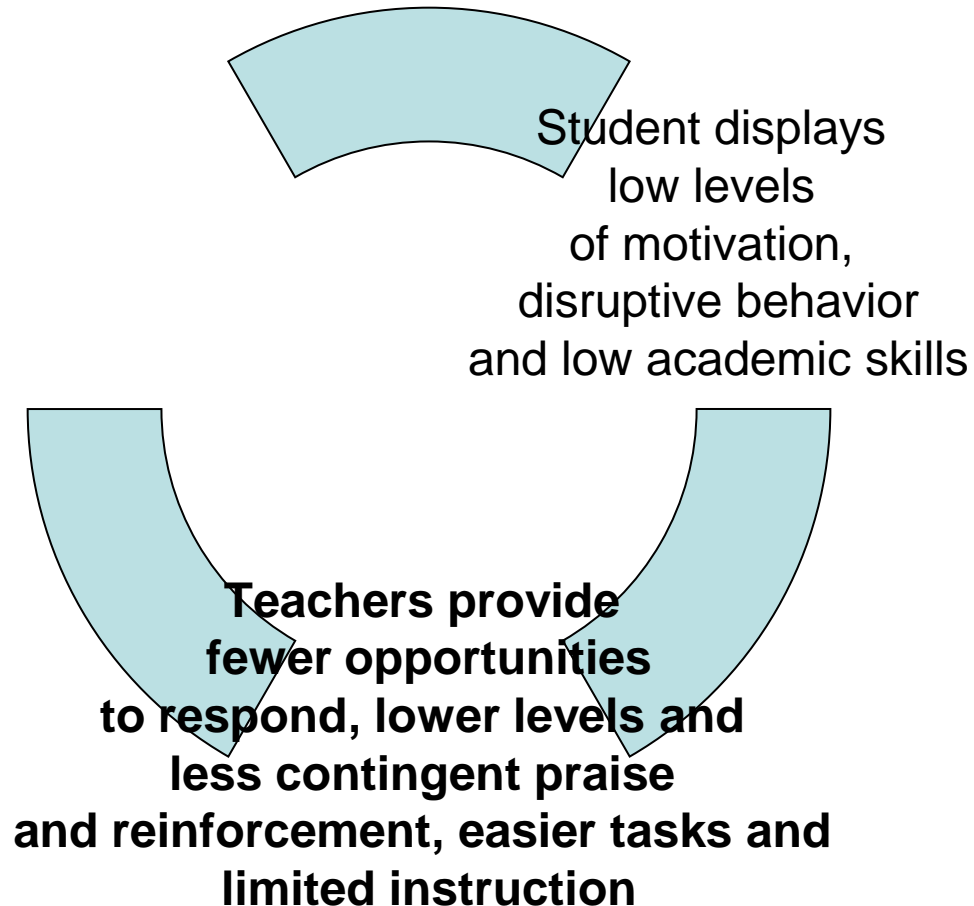 Student displays
low levels
of motivation,
disruptive behavior
and low academic skills
Teachers provide
fewer opportunities
to respond, lower levels and
less contingent praise
and reinforcement, easier tasks and
limited instruction